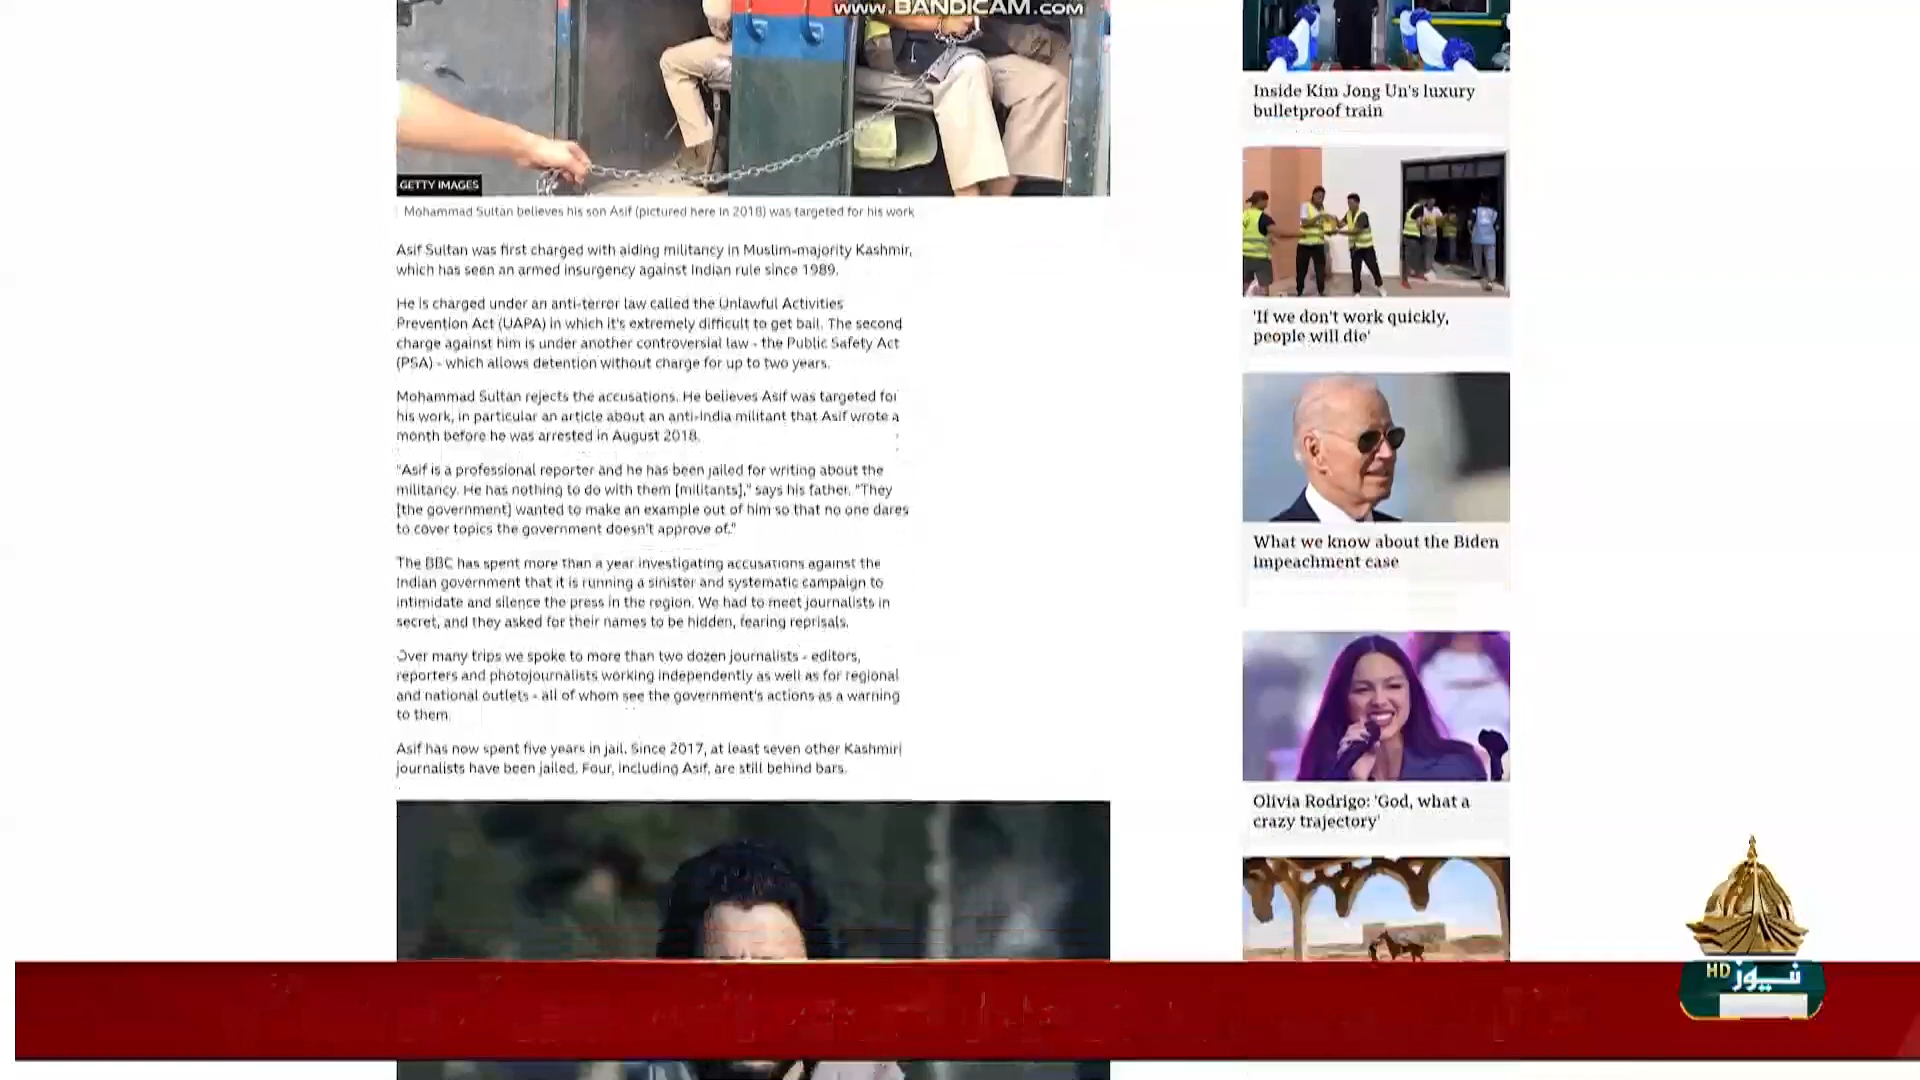 www.BANDICAM.COM
GETTY IMAGES
Mohammad Sultan believes his son Asif (pictured here in 2018) was targeted for his work
Asif Sultan was first charged with aiding militancy in Muslim-majority Kashmir,
which has seen an armed insurgency against Indian rule since 1989.
He is charged under an anti-terror law called the Unlawful Activities
Prevention Act (UAPA) in which it's extremely difficult to get bail. The second
charge against him is under another controversial law - the Public Safety Act
(PSA) - which allows detention without charge for up to two years.
Mohammad Sultan rejects the accusations. He believes Asif was targeted for
his work, in particular an article about an anti-India militant that Asif wrote a
month before he was arrested in August 2018.
"Asif is a professional reporter and he has been jailed for writing about the
militancy. He has nothing to do with them [militants]," says his father. "They
[the government] wanted to make an example out of him so that no one dares
to cover topics the government doesn't approve of."
The BBC has spent more than a year investigating accusations against the
Indian government that it is running a sinister and systematic campaign to
intimidate and silence the press in the region. We had to meet journalists in
secret, and they asked for their names to be hidden, fearing reprisals.
Over many trips we spoke to more than two dozen journalists - editors,
reporters and photojournalists working independently as well as for regional
and national outlets - all of whom see the government's actions as a warning
to them.
Asif has now spent five years in jail. Since 2017, at least seven other Kashmiri
journalists have been jailed. Four, including Asif, are still behind bars.
Inside Kim Jong Un's luxury
bulletproof train
'If we don't work quickly,
people will die'
What we know about the Biden
impeachment case
Olivia Rodrigo: 'God, what a
crazy trajectory'
HD نیوز